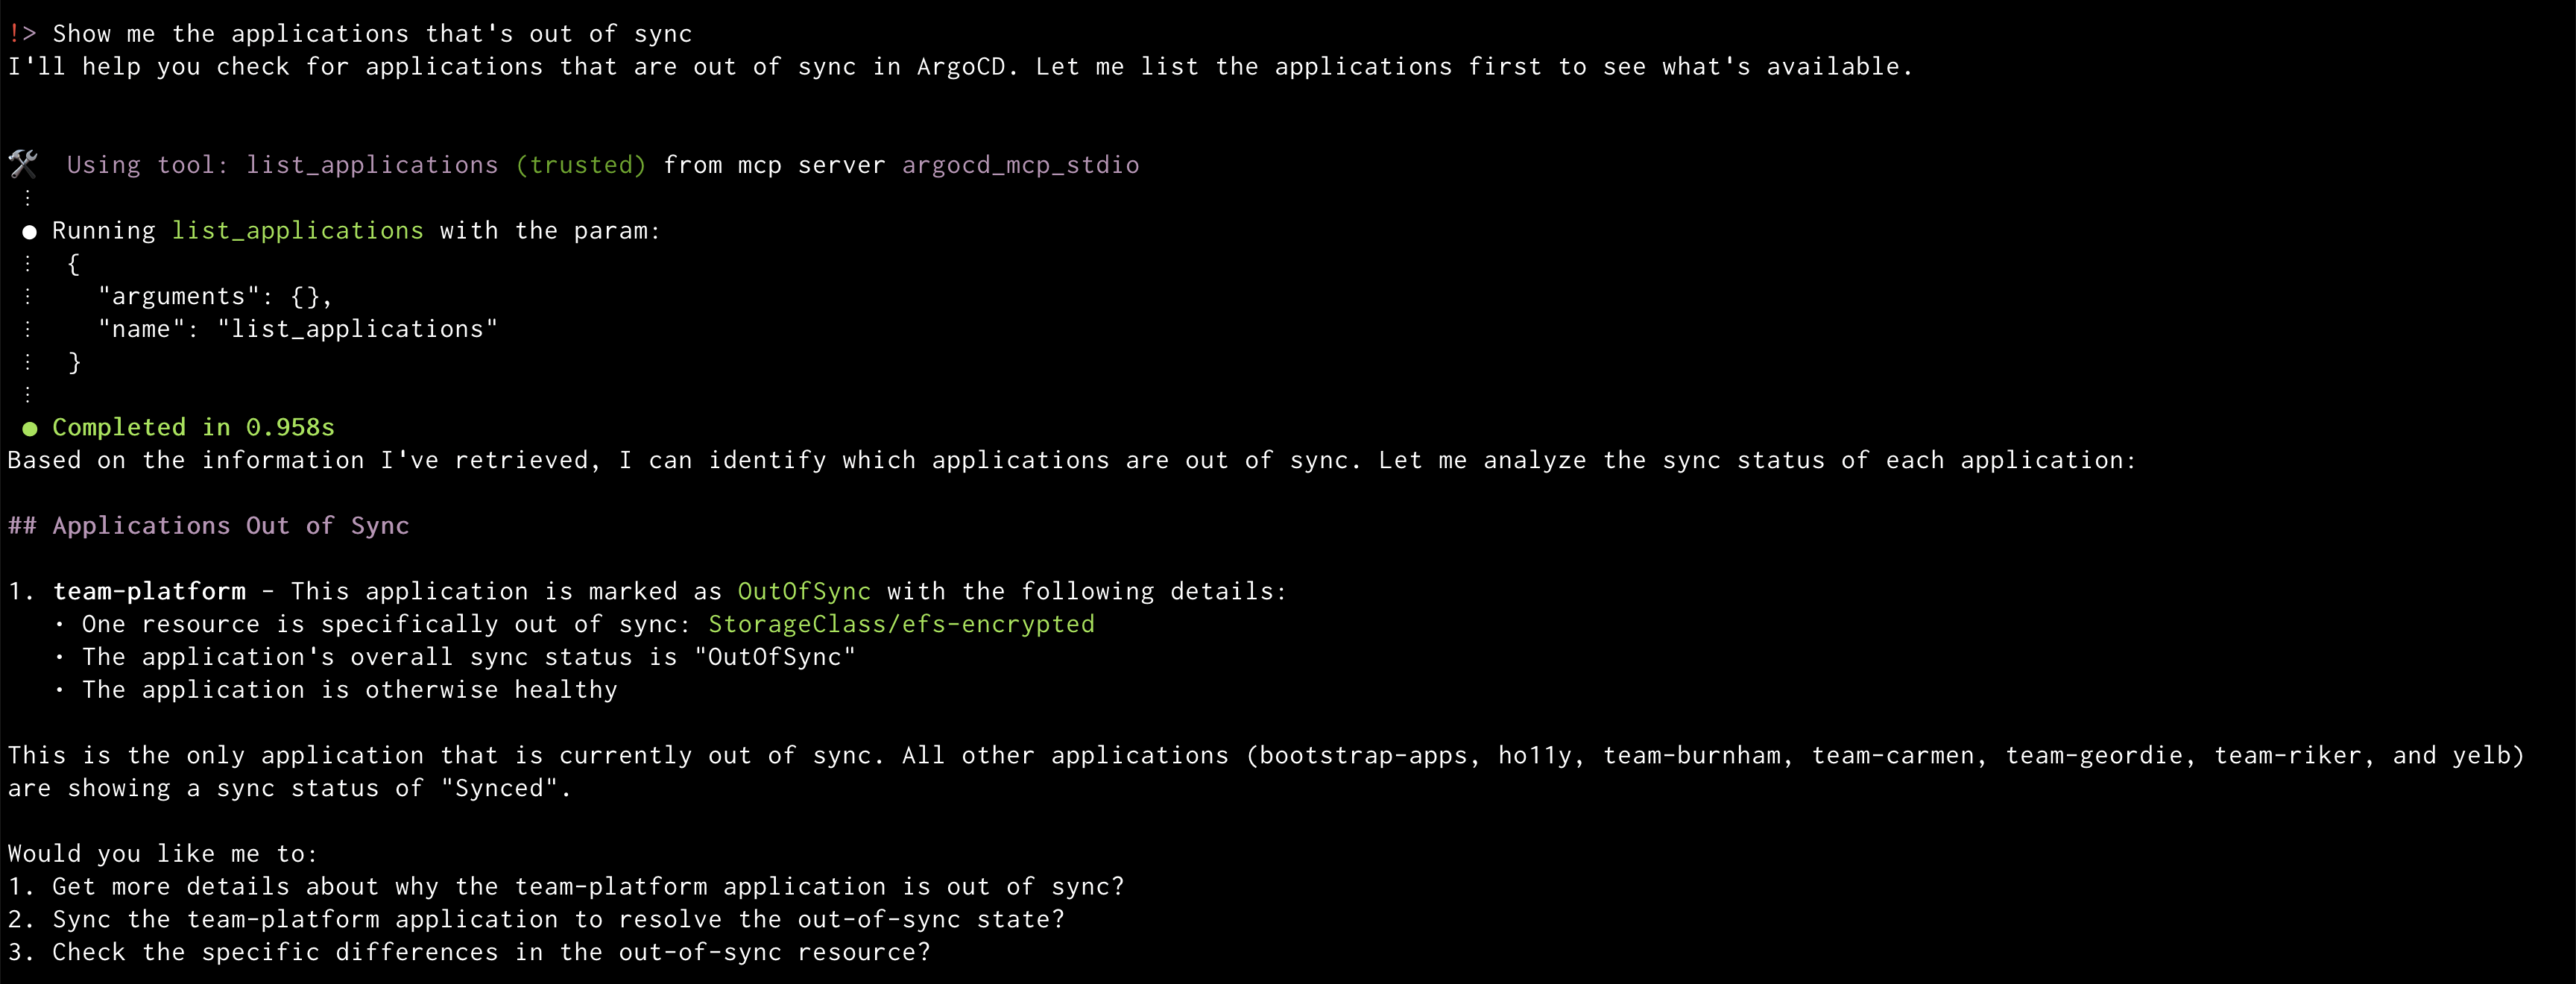 !> Show me the applications that's out of sync
I'll help you check for applications that are out of sync in ArgoCD. Let me list the applications first to see what's available.
🛠️  Using tool: list_applications (trusted) from mcp server argocd_mcp_stdio
⋮
● Running list_applications with the param:
⋮  {
⋮    "arguments": {},
⋮    "name": "list_applications"
⋮  }
⋮
● Completed in 0.958s
Based on the information I've retrieved, I can identify which applications are out of sync. Let me analyze the sync status of each application:
## Applications Out of Sync
1. team-platform - This application is marked as OutOfSync with the following details:
• One resource is specifically out of sync: StorageClass/efs-encrypted
• The application's overall sync status is "OutOfSync"
• The application is otherwise healthy
This is the only application that is currently out of sync. All other applications (bootstrap-apps, ho11y, team-burnham, team-carmen, team-geordie, team-riker, and yelb)
are showing a sync status of "Synced".
Would you like me to:
1. Get more details about why the team-platform application is out of sync?
2. Sync the team-platform application to resolve the out-of-sync state?
3. Check the specific differences in the out-of-sync resource?